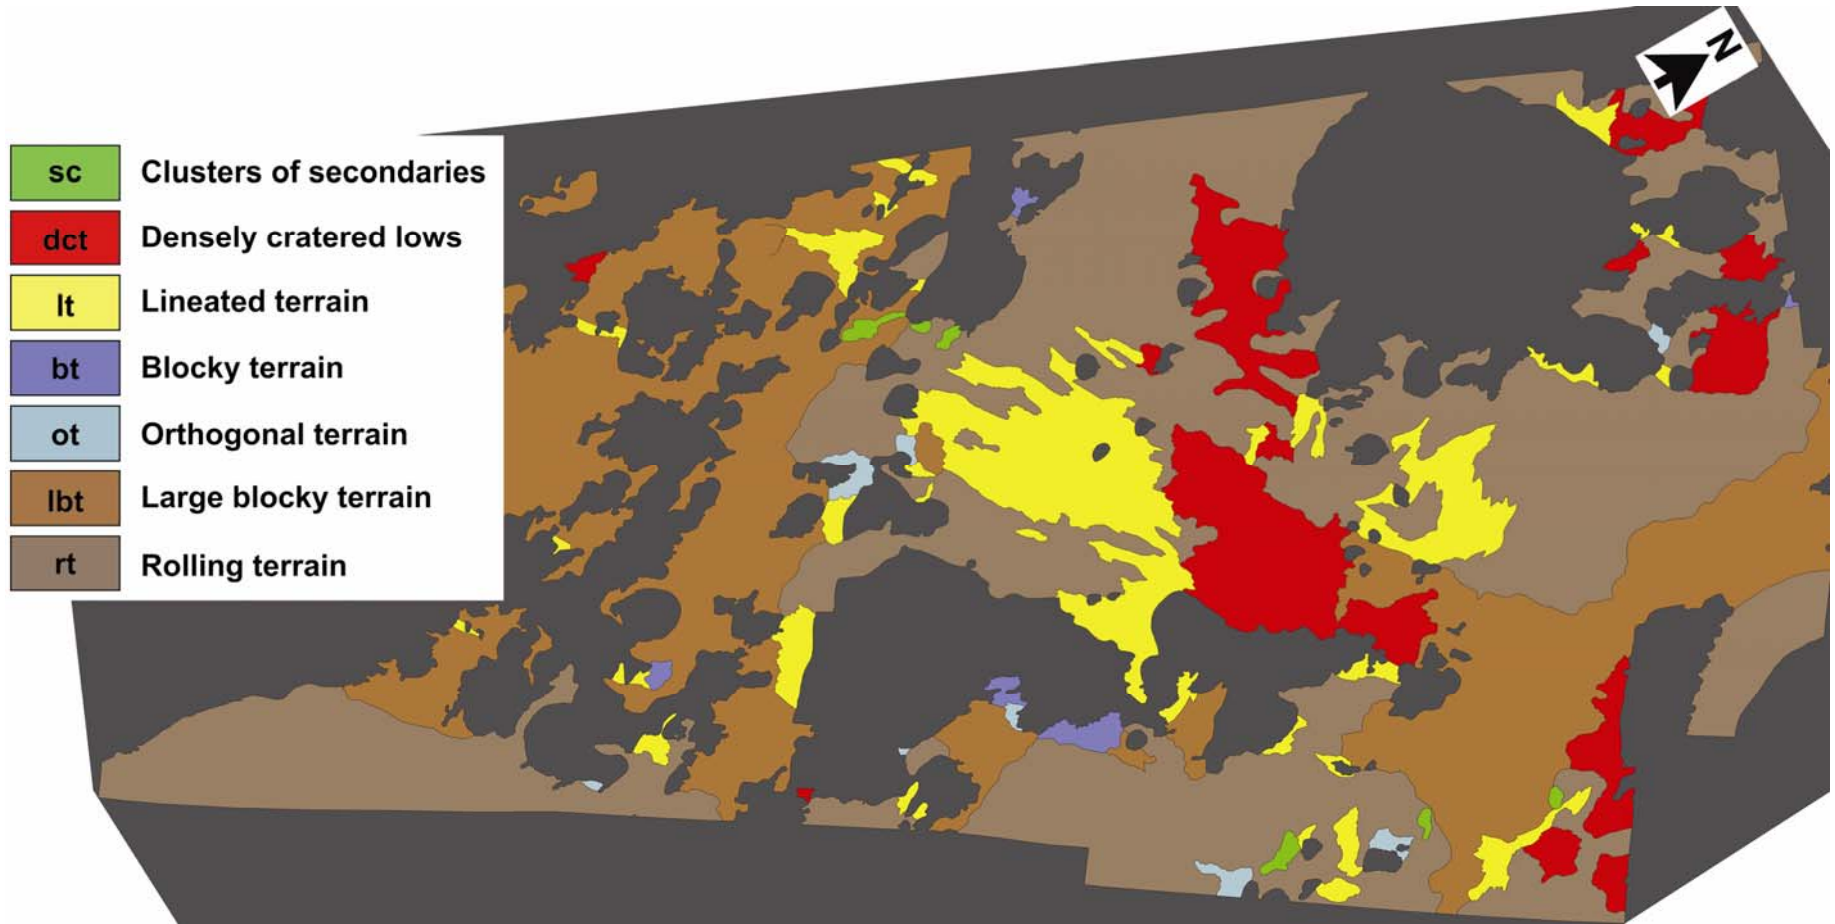 N
sc Clusters of secondaries
dct Densely cratered lows
lt Lineated terrain
bt Blocky terrain
ot Orthogonal terrain
lbt Large blocky terrain
rt Rolling terrain